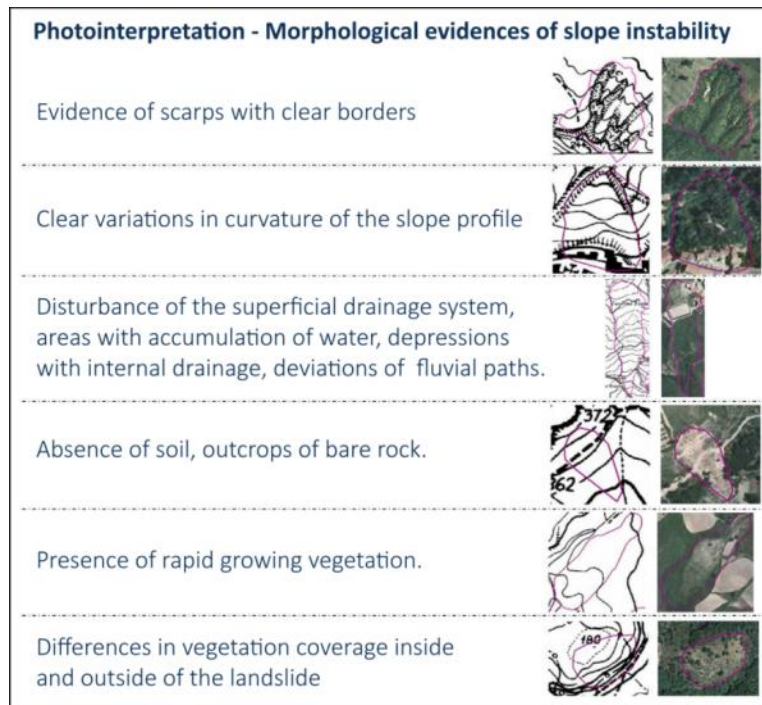 Photointerpretation - Morphological evidences of slope instability
Evidence of scarps with clear borders
Clear variations in curvature of the slope profile
Disturbance of the superficial drainage system,
areas with accumulation of water, depressions
with internal drainage, deviations of fluvial paths.
Absence of soil, outcrops of bare rock.
372
362
Presence of rapid growing vegetation.
Differences in vegetation coverage inside
and outside of the landslide